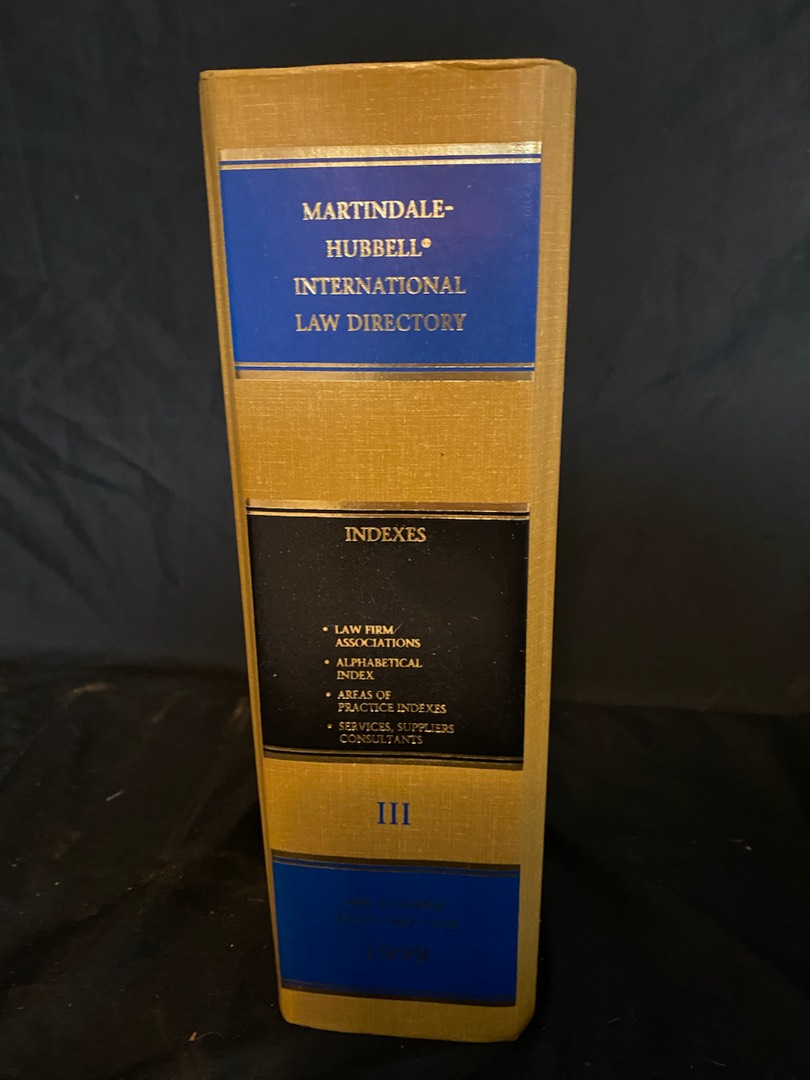 MARTINDALE-
HUBBELL®
INTERNATIONAL
LAW DIRECTORY
INDEXES
• LAW FIRM
ASSOCIATIONS
• ALPHABETICAL
INDEX
• AREAS OF
PRACTICE INDEXES
• SERVICES, SUPPLIERS
CONSULTANTS
III